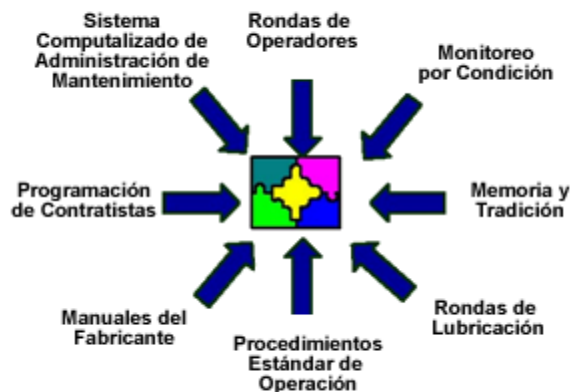 Sistema
Computalizado de
Administración de
Mantenimiento
Rondas de
Operadores
Monitoreo
por Condición
Programación
de Contratistas
Memoria y
Tradición
Manuales del
Fabricante
Procedimientos
Estándar de
Operación
Rondas de
Lubricación